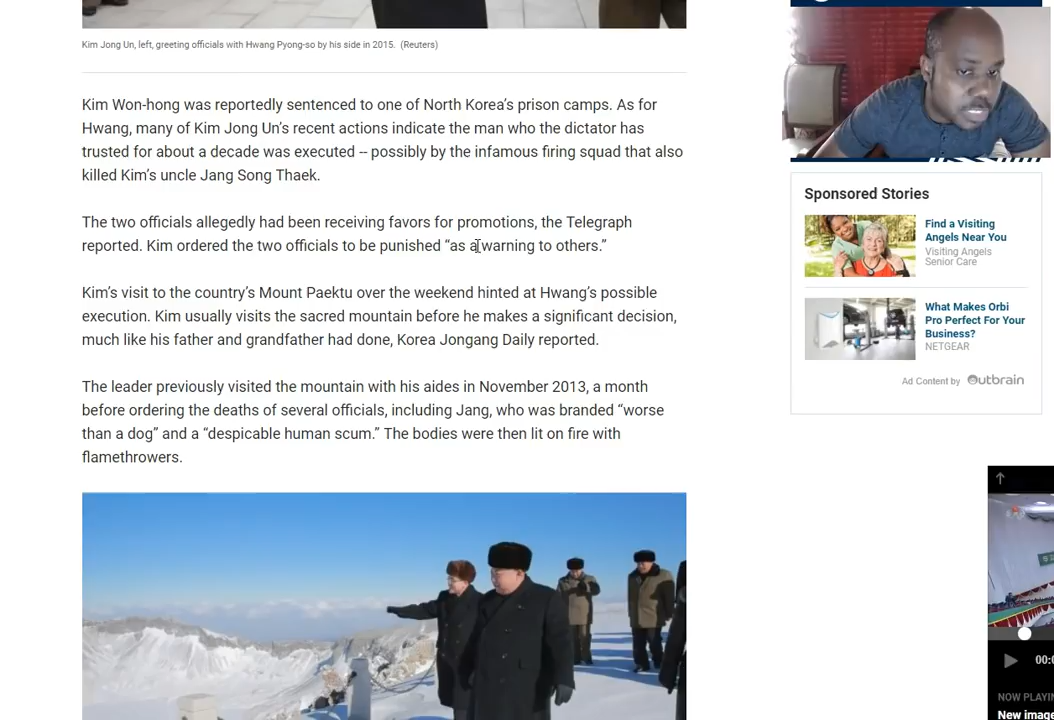 Kim Jong Un, left, greeting officials with Hwang Pyong-so by his side in 2015. (Reuters)
Kim Won-hong was reportedly sentenced to one of North Korea’s prison camps. As for
Hwang, many of Kim Jong Un’s recent actions indicate the man who the dictator has
trusted for about a decade was executed -- possibly by the infamous firing squad that also
killed Kim’s uncle Jang Song Thaek.
The two officials allegedly had been receiving favors for promotions, the Telegraph
reported. Kim ordered the two officials to be punished “as a warning to others.”
Kim’s visit to the country’s Mount Paektu over the weekend hinted at Hwang’s possible
execution. Kim usually visits the sacred mountain before he makes a significant decision,
much like his father and grandfather had done, Korea Jongang Daily reported.
The leader previously visited the mountain with his aides in November 2013, a month
before ordering the deaths of several officials, including Jang, who was branded “worse
than a dog” and a “despicable human scum.” The bodies were then lit on fire with
flamethrowers.
Sponsored Stories
Find a Visiting
Angels Near You
Visiting Angels
Senior Care
What Makes Orbi
Pro Perfect For Your
Business?
NETGEAR
Ad Content by Outbrain
00:0
NOW PLAYIN
New image